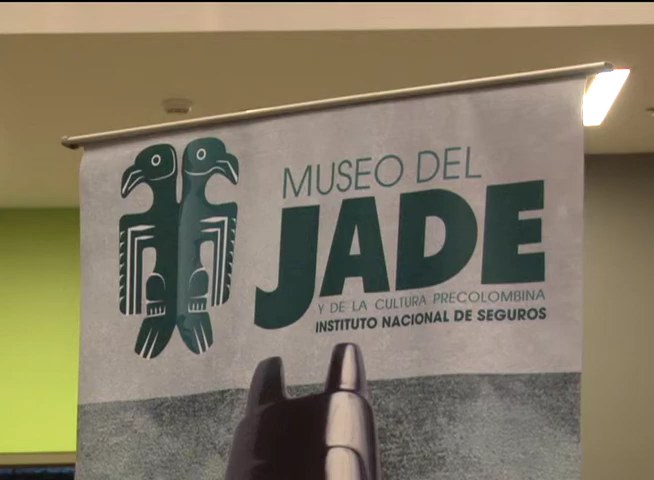 MUSEO DEL
JADE
Y DE LA CULTURA PRECOLOMBINA
INSTITUTO NACIONAL DE SEGUROS